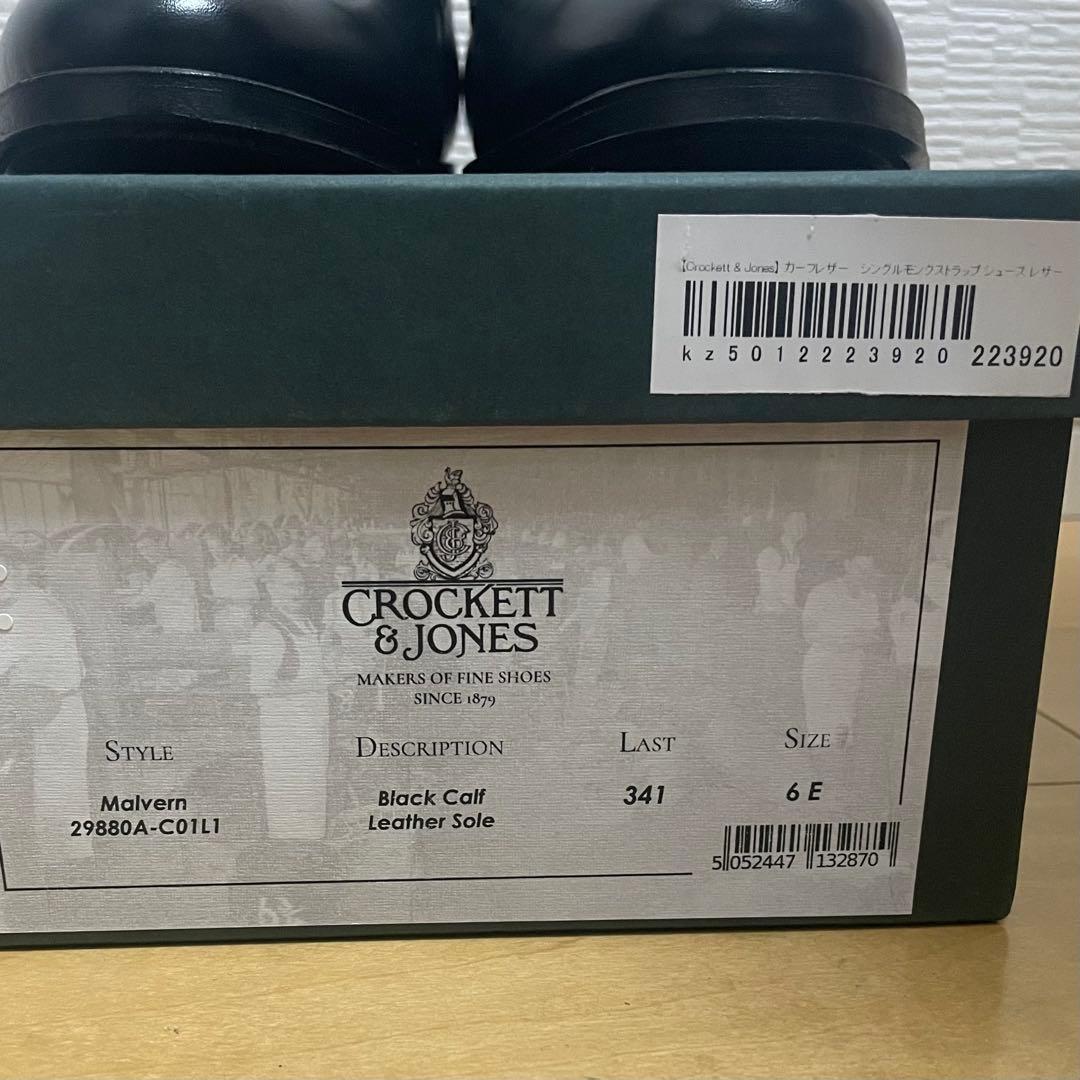 【Crockett & Jones】カーフレザー　シングルモンクストラップシューズ レザー
kz5012223920 223920
CROCKETT
& JONES
MAKERS OF FINE SHOES
SINCE 1879
STYLE DESCRIPTION LAST SIZE
Malvern Black Calf 341 6 E
29880A-C01L1 Leather Sole
5 052447 132870